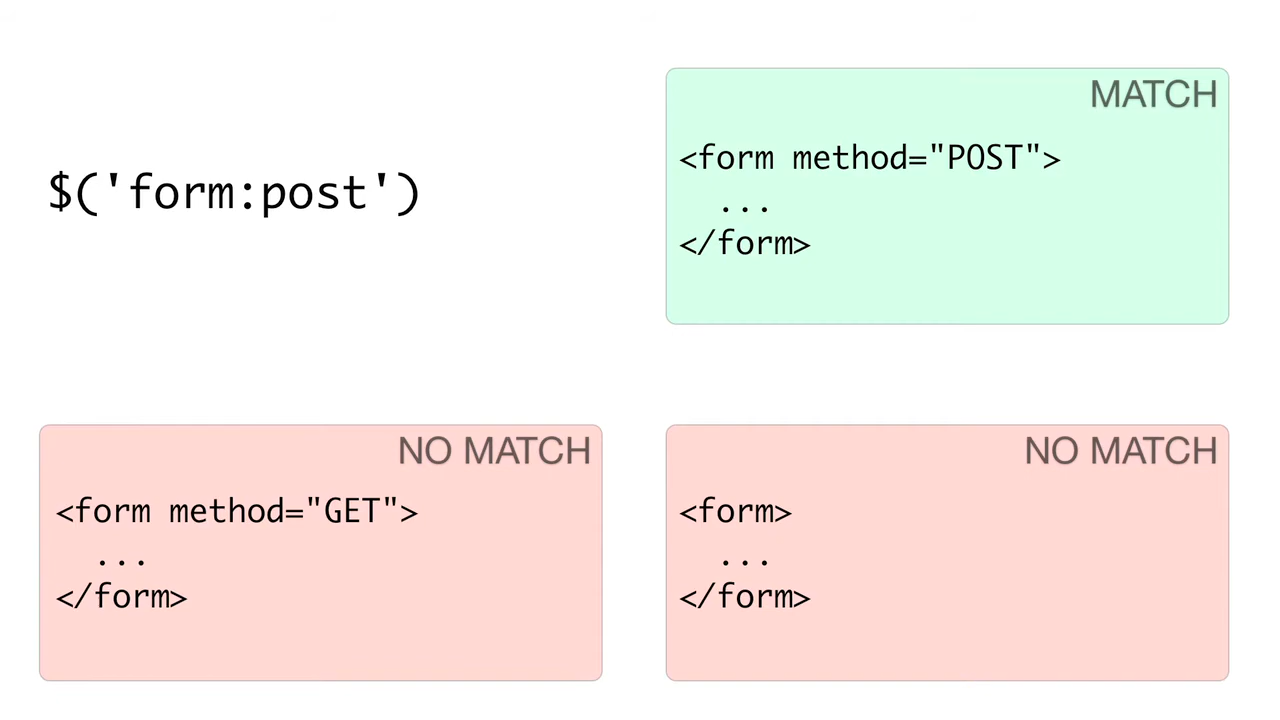 $('form:post')
MATCH
<form method="POST">
...
</form>
NO MATCH
<form method="GET">
...
</form>
NO MATCH
<form>
...
</form>